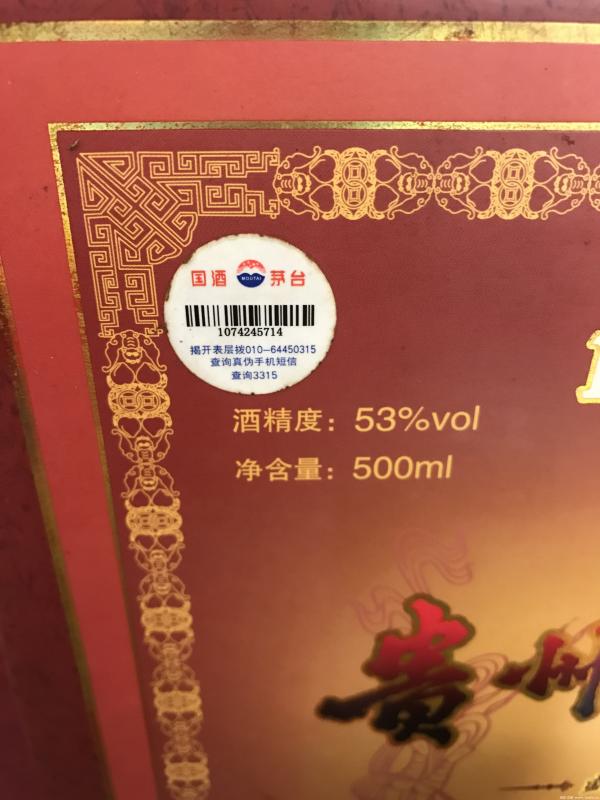 国酒 MOUTAI 茅台
1074245714
揭开表层拨010-64450315
查询真伪手机短信
查询3315
酒精度：53%vol
净含量：500ml
贵州